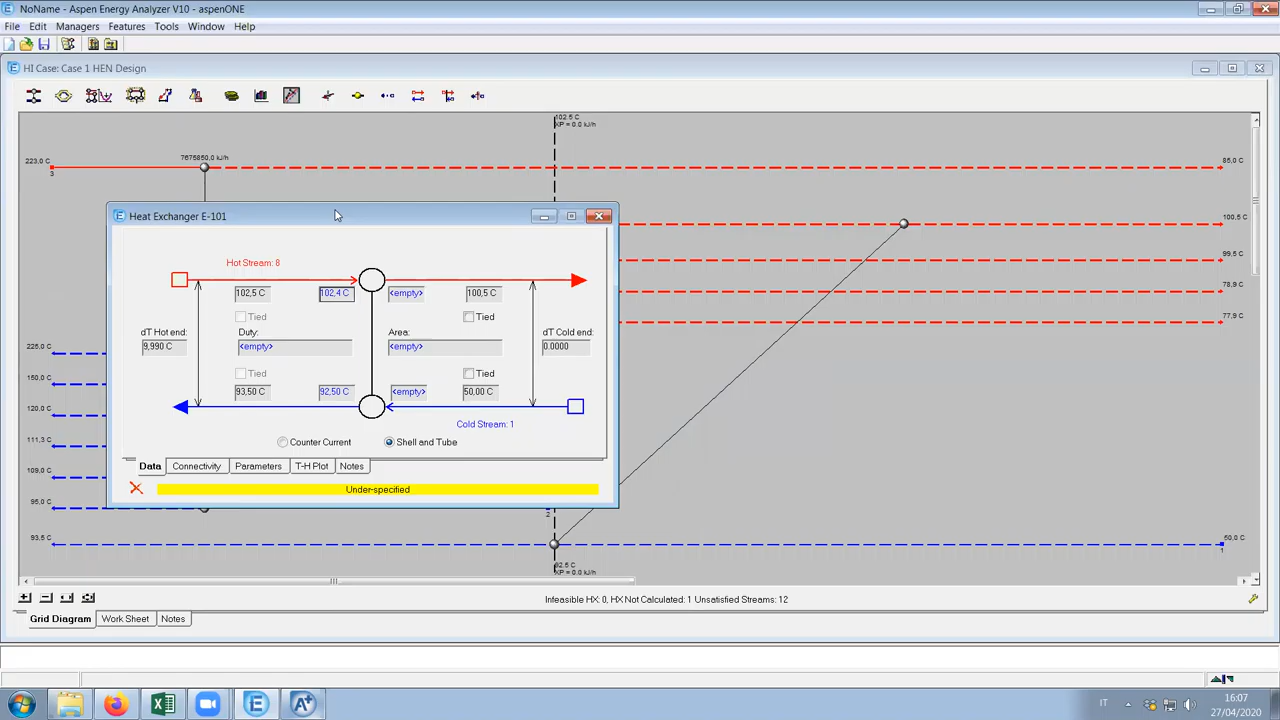 NoName - Aspen Energy Analyzer V10 - aspenONE
File Edit Managers Features Tools Window Help
HI Case: Case 1 HEN Design
102.5 C
KP = 0.0 kJ/h
223,0 C
3
7675850,0 kJ/h
85,0 C
Heat Exchanger E-101
100,5 C
Hot Stream: 8
99,5 C
102,5 C 102,4 C <empty> 100,5 C
78,9 C
Tied Tied
77,9 C
dT Hot end: Duty: Area: dT Cold end:
225,0 C
9,990 C <empty> <empty> 0.0000
Tied Tied
93,50 C 92,50 C <empty> 50,00 C
120,0 C
Cold Stream: 1
111,3 C
Counter Current Shell and Tube
Data Connectivity Parameters T-H Plot Notes
109,0 C
Under-specified
95,0 C
2
93,5 C
50,0 C
1
92.5 C
KP = 0.0 kJ/h
Infeasible HX: 0, HX Not Calculated: 1 Unsatisfied Streams: 12
Grid Diagram Work Sheet Notes
IT
16:07
27/04/2020